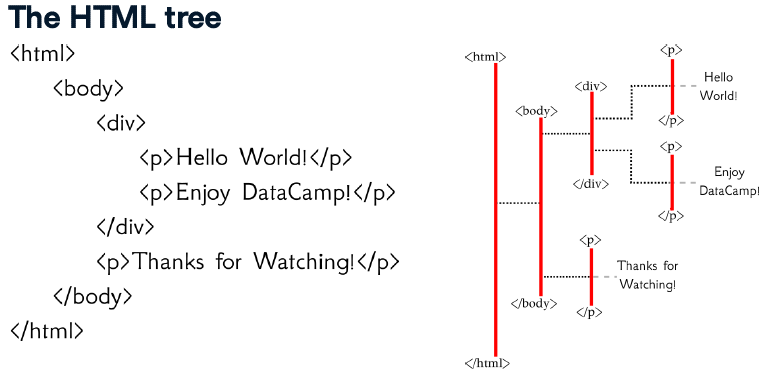 The HTML tree
<html>
<body>
<div>
<p>Hello World!</p>
<p>Enjoy DataCamp!</p>
</div>
<p>Thanks for Watching!</p>
</body>
</html>
<html>
<body>
<div>
<p>
Hello
World!
</p>
<p>
Enjoy
DataCamp!
</p>
</div>
<p>
Thanks for
Watching!
</p>
</body>
</html>